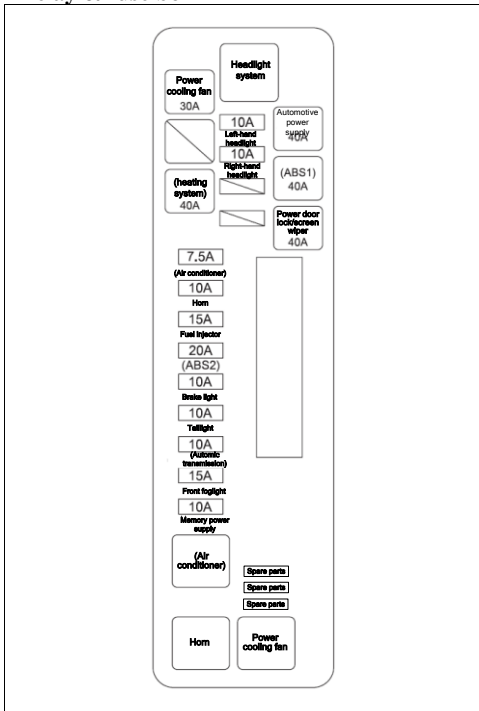 Headlight
system
Power
cooling fan
30A
10A
Left-hand
headlight
10A
Right-hand
headlight
Automotive
power
supply
40A
(ABS1)
40A
(heating
system)
40A
Power door
lock/screen
wiper
40A
7.5A
(Air conditioner)
10A
Horn
15A
Fuel injector
20A
(ABS2)
10A
Brake light
10A
Taillight
10A
(Automic
transmission)
15A
Front foglight
10A
Memory power
supply
(Air
conditioner)
Spare parts
Spare parts
Spare parts
Horn
Power
cooling fan